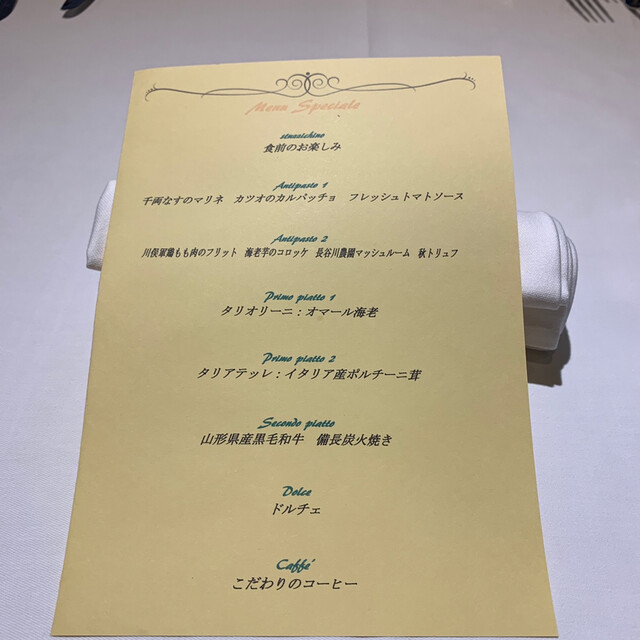 Menu Speciale
stuzzichino
食前のお楽しみ
Antipasto 1
千両なすのマリネ　カツオのカルパッチョ　フレッシュトマトソース
Antipasto 2
川俣軍鶏もも肉のフリット　海老芋のコロッケ　長谷川農園マッシュルーム　秋トリュフ
Primo piatto 1
タリオリーニ：オマール海老
Primo piatto 2
タリアテッレ：イタリア産ポルチーニ茸
Secondo piatto
山形県産黒毛和牛　備長炭火焼き
Dolce
ドルチェ
Caffé
こだわりのコーヒー